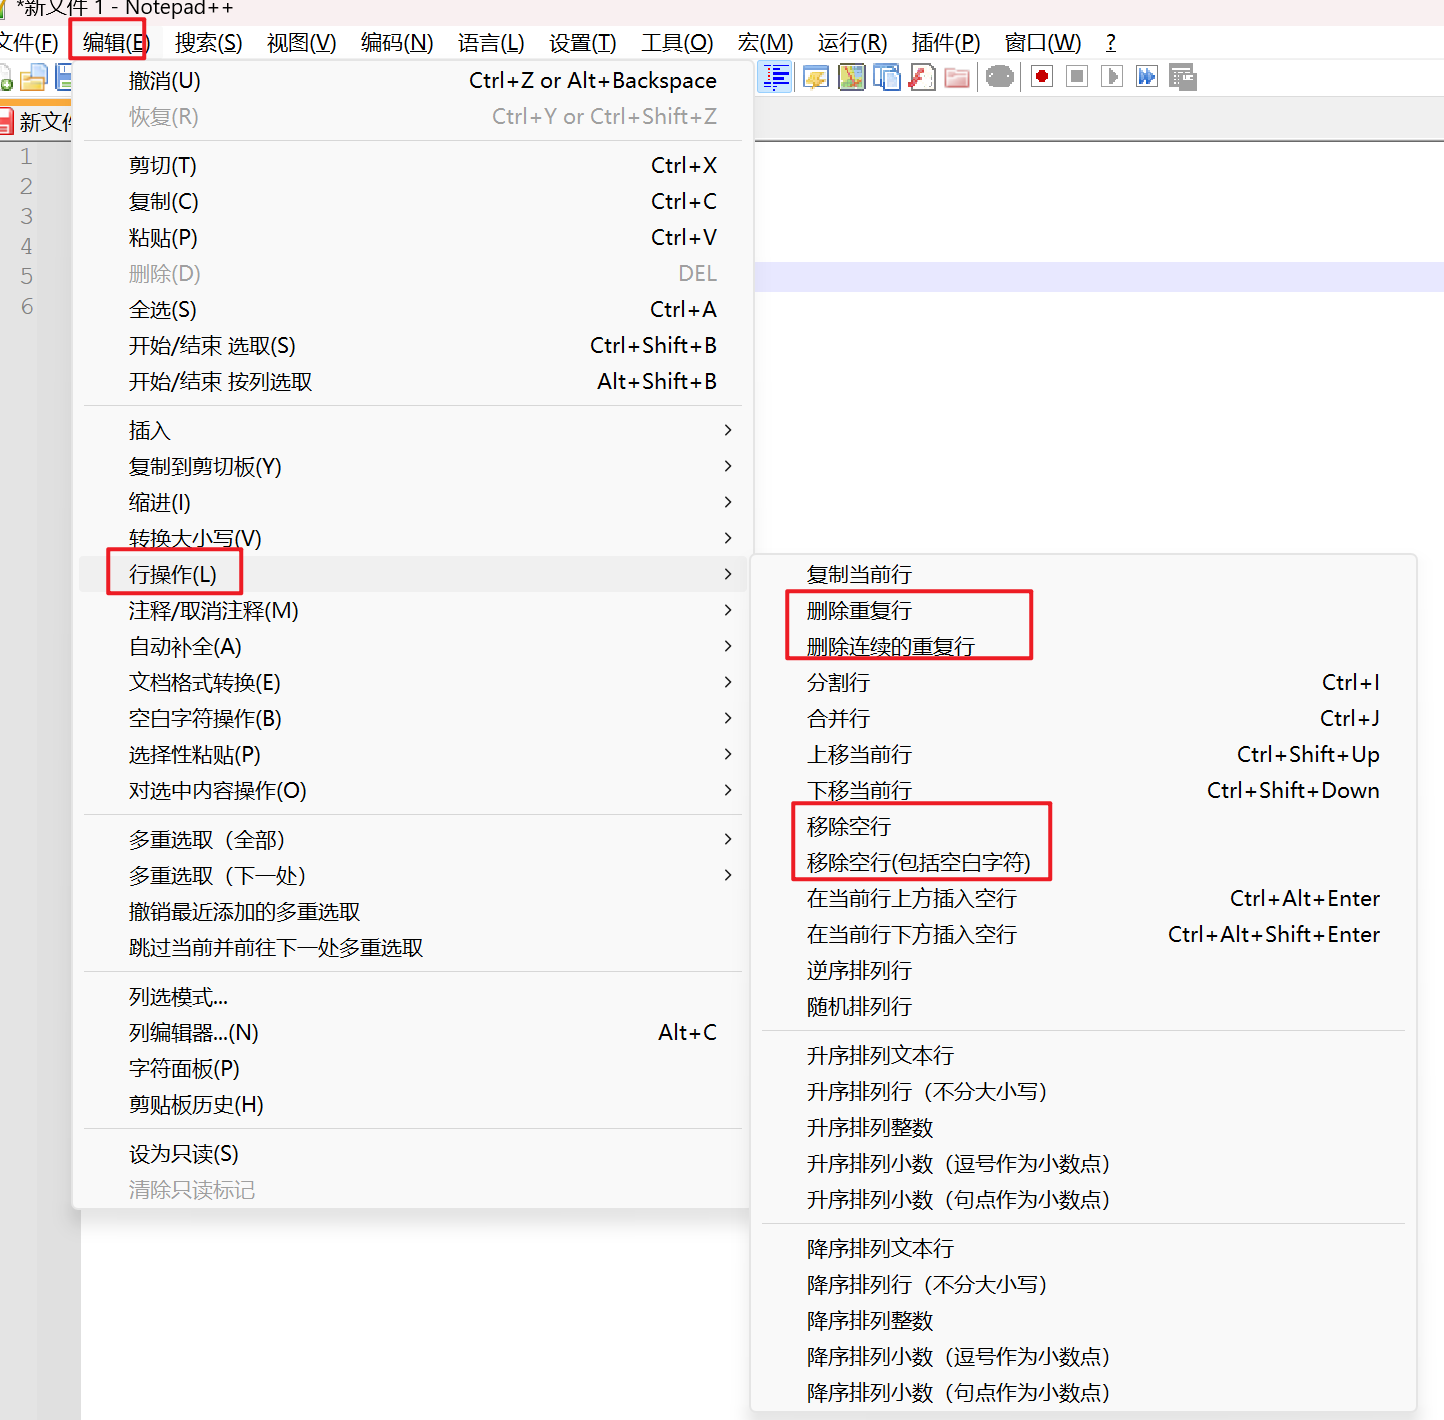 *新文件 1 - Notepad++
文件(F) 编辑(E) 搜索(S) 视图(V) 编码(N) 语言(L) 设置(T) 工具(O) 宏(M) 运行(R) 插件(P) 窗口(W) ?
新文件
1
2
3
4
5
6
撤消(U) Ctrl+Z or Alt+Backspace
恢复(R) Ctrl+Y or Ctrl+Shift+Z
剪切(T) Ctrl+X
复制(C) Ctrl+C
粘贴(P) Ctrl+V
删除(D) DEL
全选(S) Ctrl+A
开始/结束 选取(S) Ctrl+Shift+B
开始/结束 按列选取 Alt+Shift+B
插入
复制到剪切板(Y)
缩进(I)
转换大小写(V)
行操作(L)
注释/取消注释(M)
自动补全(A)
文档格式转换(E)
空白字符操作(B)
选择性粘贴(P)
对选中内容操作(O)
多重选取（全部）
多重选取（下一处）
撤销最近添加的多重选取
跳过当前并前往下一处多重选取
列选模式...
列编辑器...(N) Alt+C
字符面板(P)
剪贴板历史(H)
设为只读(S)
清除只读标记
复制当前行
删除重复行
删除连续的重复行
分割行 Ctrl+I
合并行 Ctrl+J
上移当前行 Ctrl+Shift+Up
下移当前行 Ctrl+Shift+Down
移除空行
移除空行(包括空白字符)
在当前行上方插入空行 Ctrl+Alt+Enter
在当前行下方插入空行 Ctrl+Alt+Shift+Enter
逆序排列行
随机排列行
升序排列文本行
升序排列行（不分大小写）
升序排列整数
升序排列小数（逗号作为小数点）
升序排列小数（句点作为小数点）
降序排列文本行
降序排列行（不分大小写）
降序排列整数
降序排列小数（逗号作为小数点）
降序排列小数（句点作为小数点）